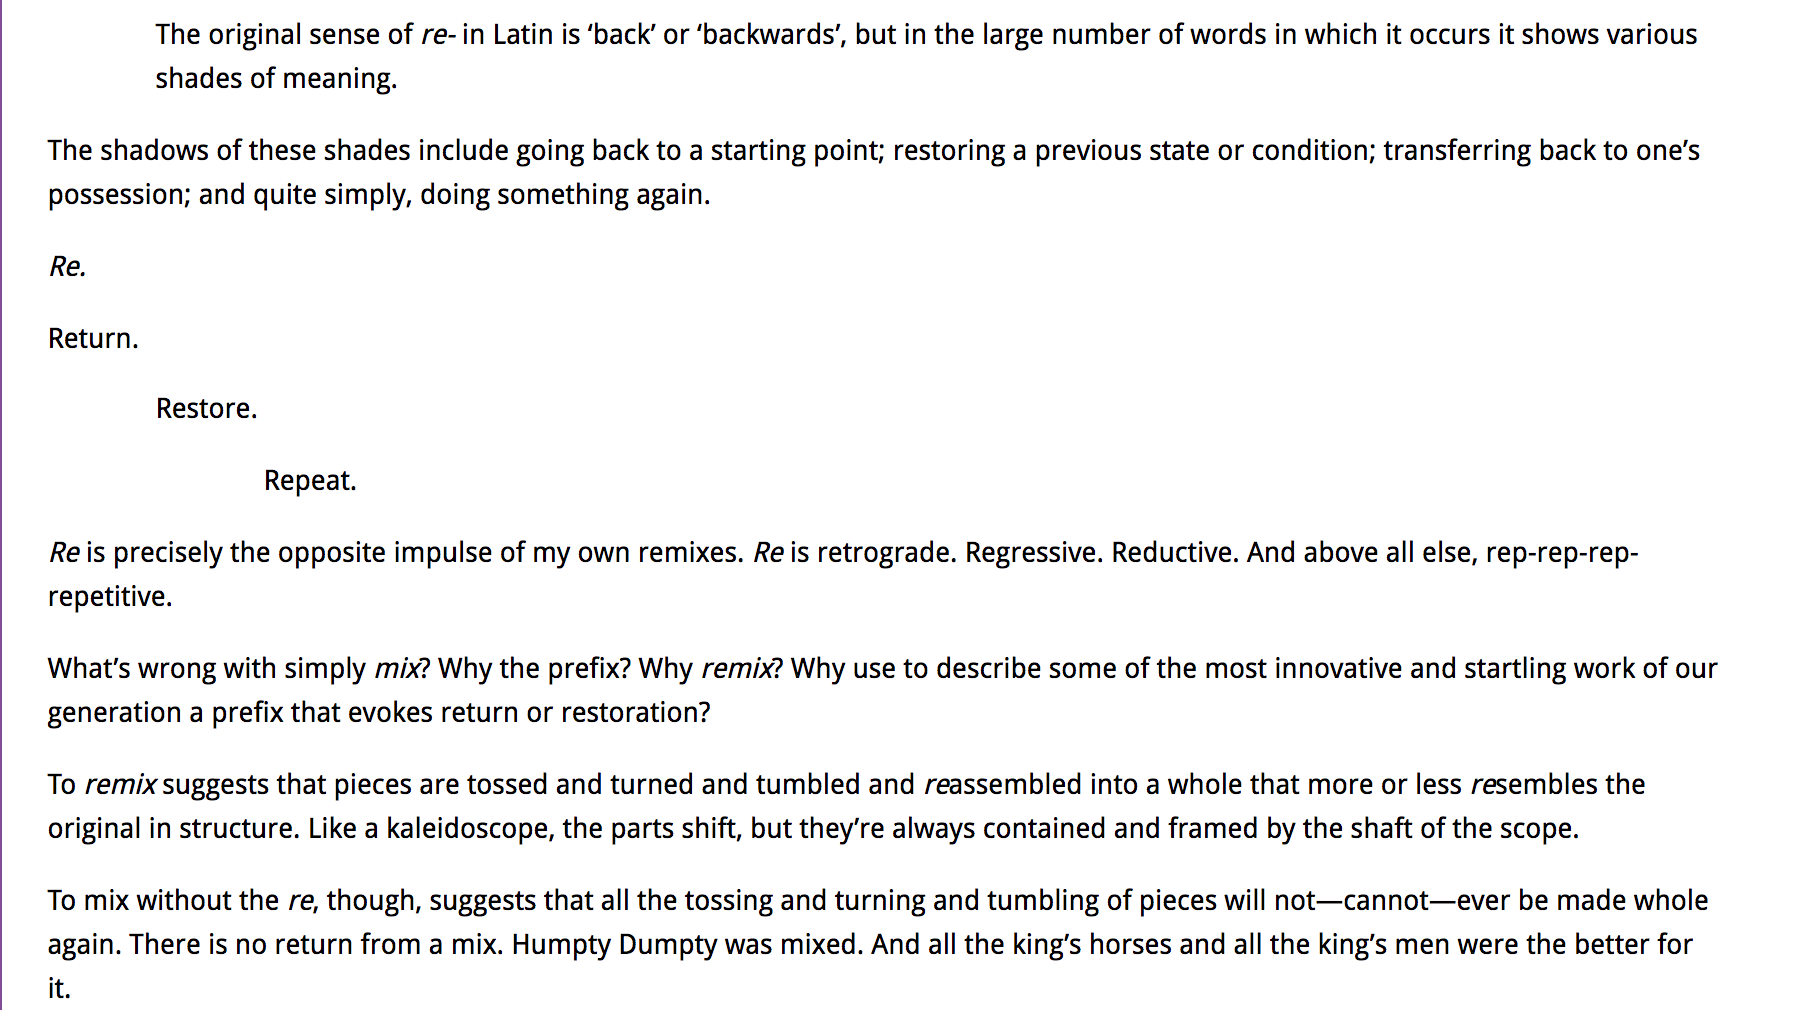 The original sense of re- in Latin is ‘back’ or ‘backwards’, but in the large number of words in which it occurs it shows various
shades of meaning.
The shadows of these shades include going back to a starting point; restoring a previous state or condition; transferring back to one’s
possession; and quite simply, doing something again.
Re.
Return.
Restore.
Repeat.
Re is precisely the opposite impulse of my own remixes. Re is retrograde. Regressive. Reductive. And above all else, rep-rep-rep-
repetitive.
What’s wrong with simply mix? Why the prefix? Why remix? Why use to describe some of the most innovative and startling work of our
generation a prefix that evokes return or restoration?
To remix suggests that pieces are tossed and turned and tumbled and reassembled into a whole that more or less resembles the
original in structure. Like a kaleidoscope, the parts shift, but they’re always contained and framed by the shaft of the scope.
To mix without the re, though, suggests that all the tossing and turning and tumbling of pieces will not—cannot—ever be made whole
again. There is no return from a mix. Humpty Dumpty was mixed. And all the king’s horses and all the king’s men were the better for
it.